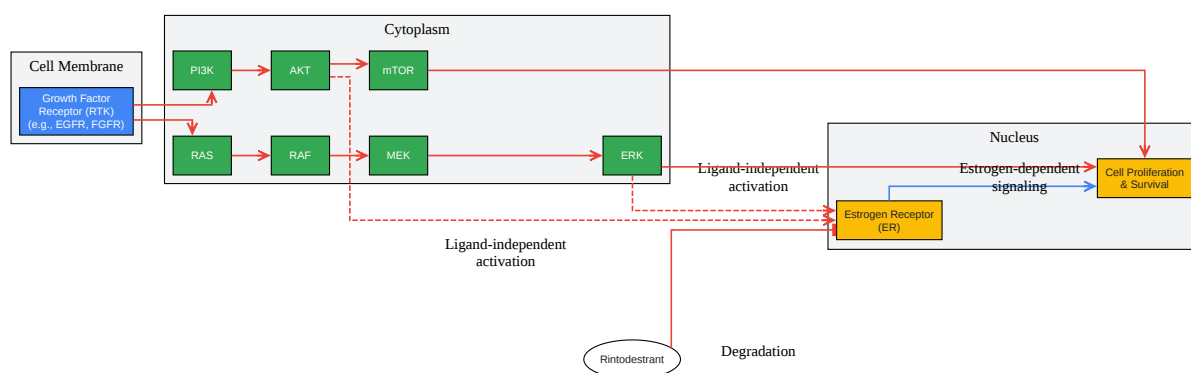 Cytoplasm
Cell Membrane
PI3K
AKT
mTOR
Growth Factor
Receptor (RTK)
(e.g., EGFR, FGFR)
RAS
RAF
MEK
ERK
Nucleus
Ligand-independent
activation
Estrogen-dependent
signaling
Cell Proliferation
& Survival
Estrogen Receptor
(ER)
Ligand-independent
activation
Rintodestrant
Degradation